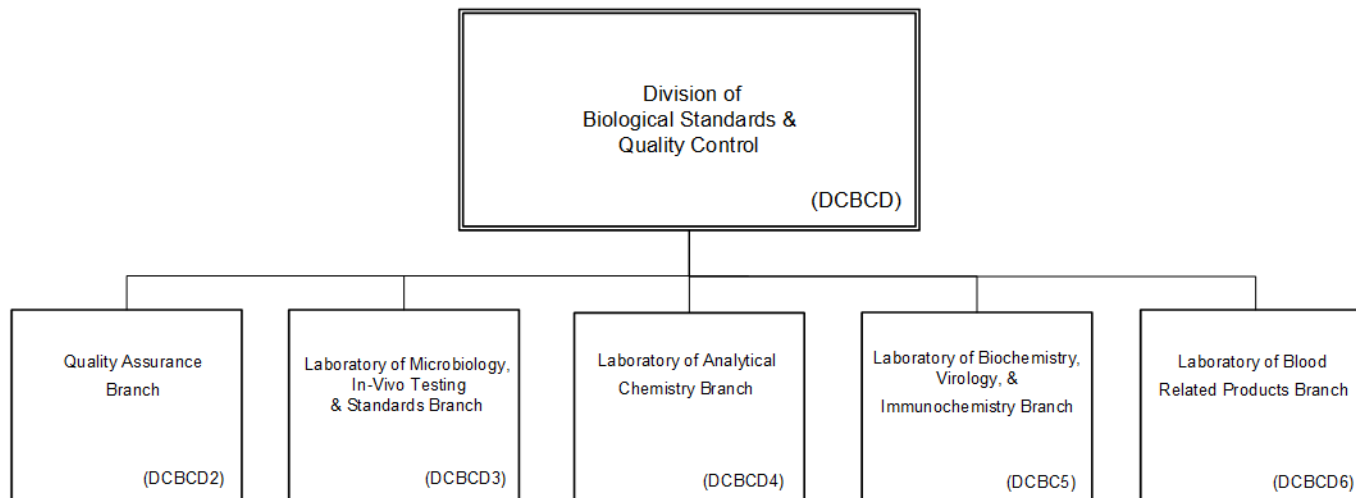 Division of
Biological Standards &
Quality Control
(DCBCD)
Quality Assurance
Branch
(DCBCD2)
Laboratory of Microbiology,
In-Vivo Testing
& Standards Branch
(DCBCD3)
Laboratory of Analytical
Chemistry Branch
(DCBCD4)
Laboratory of Biochemistry,
Virology, &
Immunochemistry Branch
(DCBC5)
Laboratory of Blood
Related Products Branch
(DCBCD6)